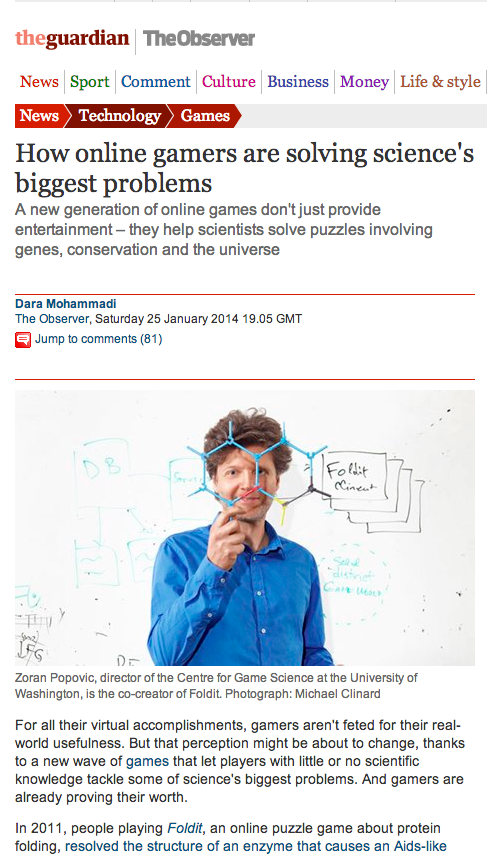 theguardian TheObserver
News Sport Comment Culture Business Money Life & style
News Technology Games
How online gamers are solving science's
biggest problems
A new generation of online games don't just provide
entertainment – they help scientists solve puzzles involving
genes, conservation and the universe
Dara Mohammadi
The Observer, Saturday 25 January 2014 19.05 GMT
Jump to comments (81)
DB
Foldit
Zoran Popovic, director of the Centre for Game Science at the University of
Washington, is the co-creator of Foldit. Photograph: Michael Clinard
For all their virtual accomplishments, gamers aren't feted for their real-
world usefulness. But that perception might be about to change, thanks
to a new wave of games that let players with little or no scientific
knowledge tackle some of science's biggest problems. And gamers are
already proving their worth.
In 2011, people playing Foldit, an online puzzle game about protein
folding, resolved the structure of an enzyme that causes an Aids-like